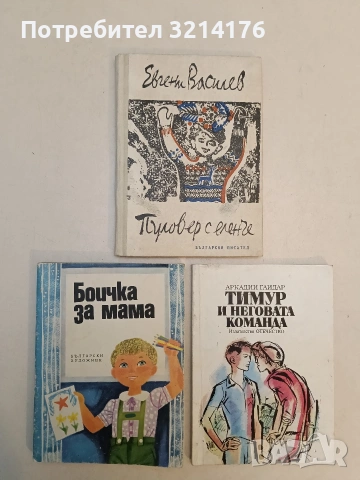 Потребител 3214176
Евгени Василев
Пуловер с еленче
БЪЛГАРСКИ ПИСАТЕЛ
Боичка
за мама
БЪЛГАРСКИ
ХУДОЖНИК
АРКАДИЙ ГАЙДАР
ТИМУР
И НЕГОВАТА
КОМАНДА
Издателство ОТЕЧЕСТВО
BAZAR